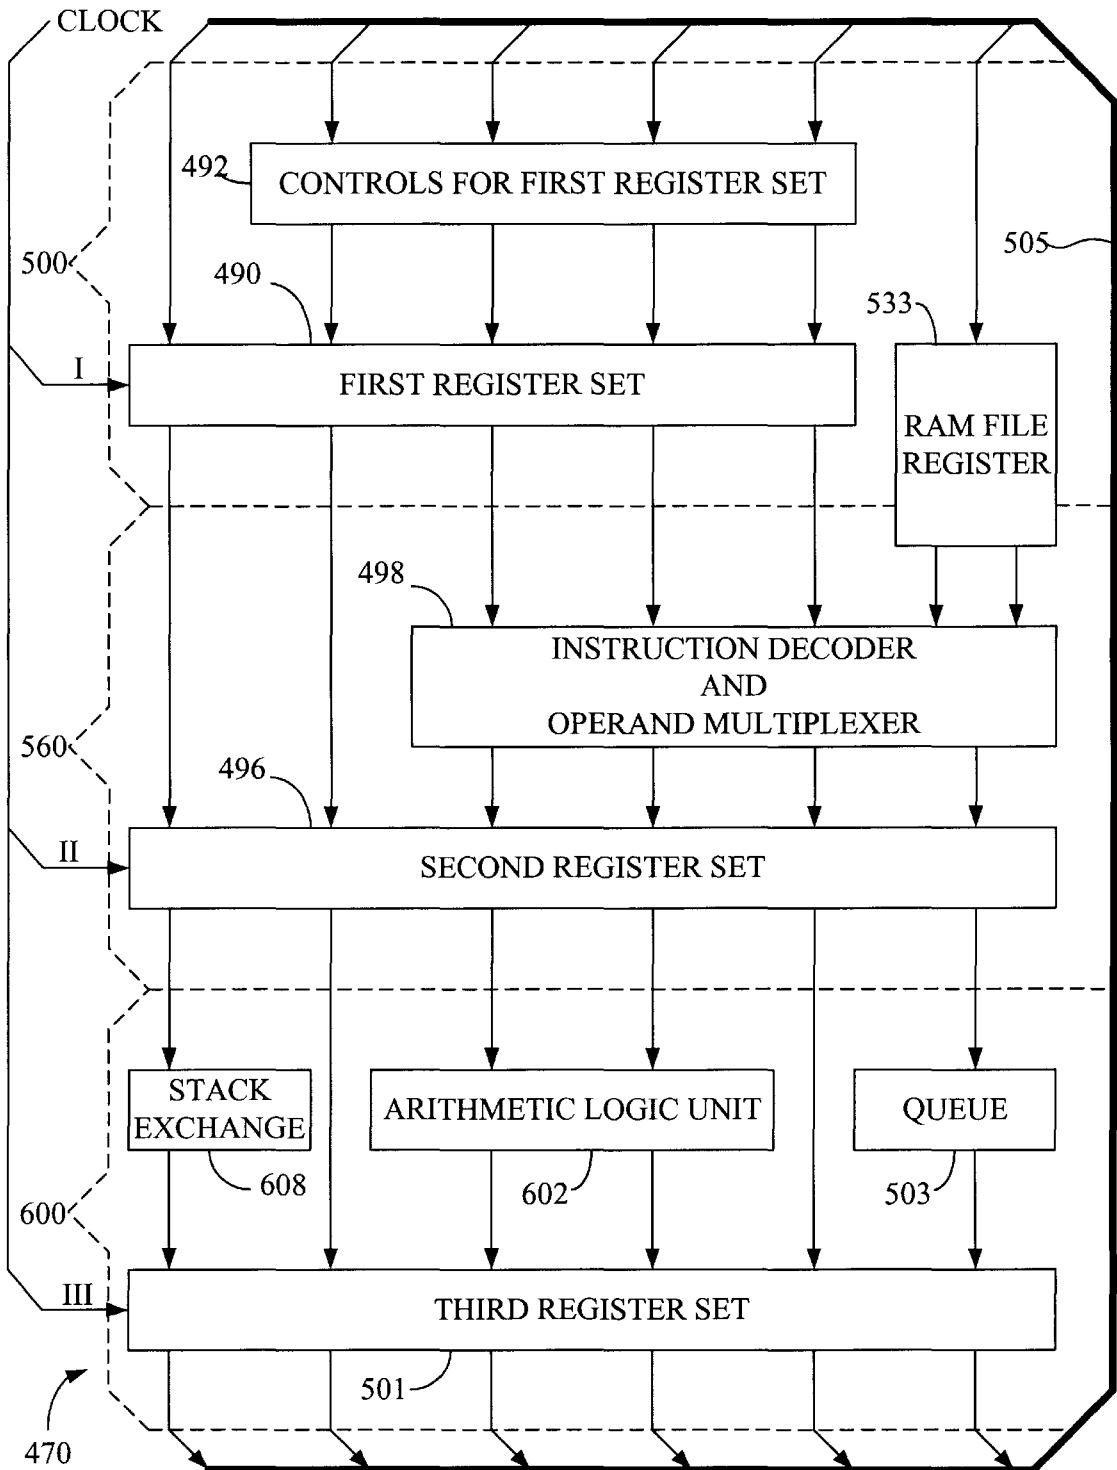 CLOCK
492
CONTROLS FOR FIRST REGISTER SET
500
505
490
533
I
FIRST REGISTER SET
RAM FILE
REGISTER
498
INSTRUCTION DECODER
AND
OPERAND MULTIPLEXER
560
496
II
SECOND REGISTER SET
STACK
EXCHANGE
ARITHMETIC LOGIC UNIT
QUEUE
608
602
503
600
III
THIRD REGISTER SET
501
470